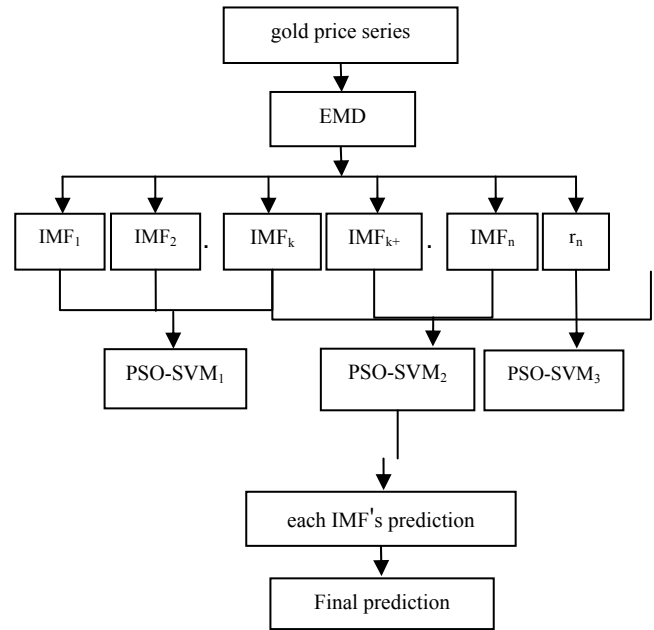 gold price series
EMD
IMF₁ IMF₂ . IMFₖ IMFₖ₊ . IMFₙ rₙ
PSO-SVM₁ PSO-SVM₂ PSO-SVM₃
each IMF's prediction
Final prediction